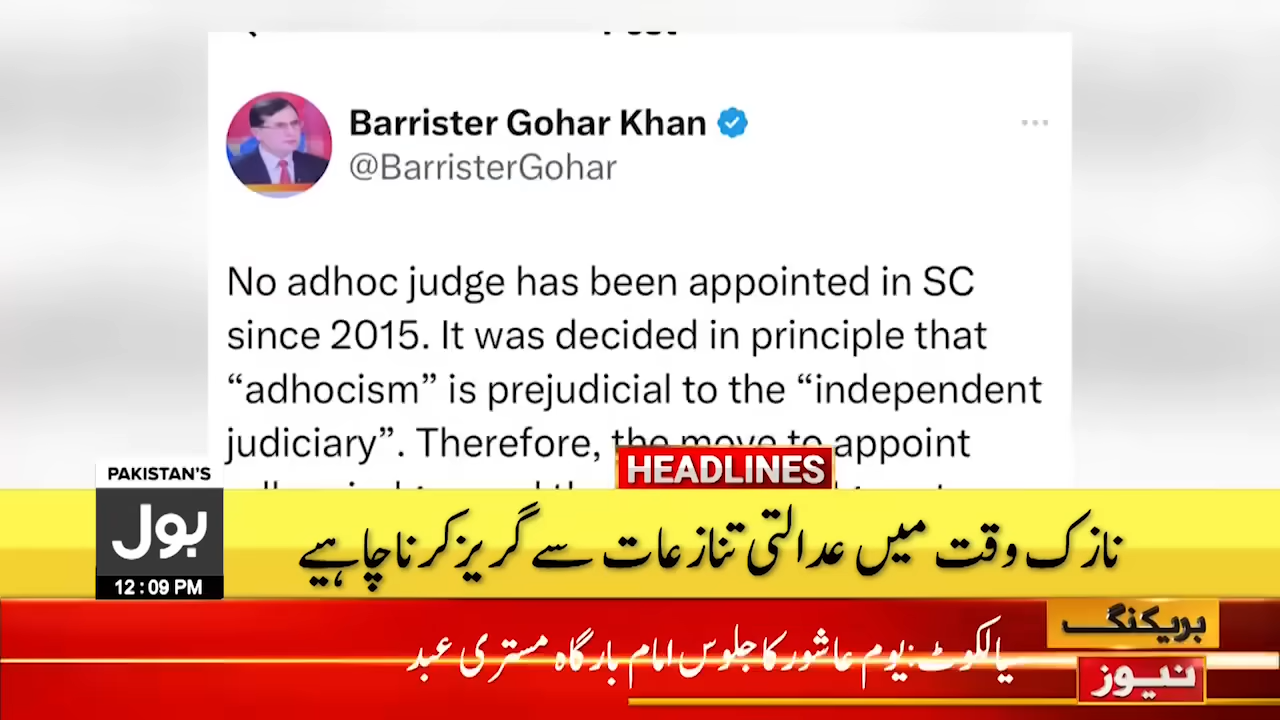 Barrister Gohar Khan
@BarristerGohar
No adhoc judge has been appointed in SC
since 2015. It was decided in principle that
“adhocism” is prejudicial to the “independent
judiciary”. Therefore, the move to appoint
HEADLINES
PAKISTAN'S
بول
12:09 PM
نازک وقت میں عدالتی تنازعات سے گریز کرنا چاہیے
بریکنگ
نیوز
سیالکوٹ: یوم عاشور کا جلوس امام بارگاہ مستری عبد